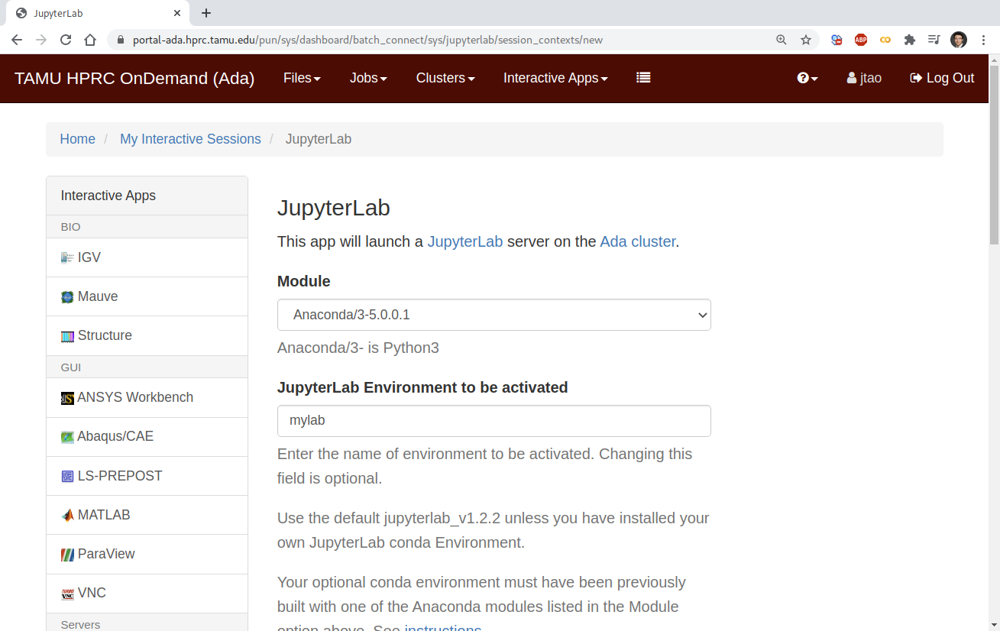 JupyterLab
portal-ada.hprc.tamu.edu/pun/sys/dashboard/batch_connect/sys/jupyterlab/session_contexts/new
ABP
TAMU HPRC OnDemand (Ada) Files Jobs Clusters Interactive Apps jtao Log Out
Home / My Interactive Sessions / JupyterLab
Interactive Apps
BIO
IGV
Mauve
Structure
GUI
ANSYS Workbench
Abaqus/CAE
LS-PREPOST
MATLAB
ParaView
VNC
Servers
JupyterLab
This app will launch a JupyterLab server on the Ada cluster.
Module
Anaconda/3-5.0.0.1
Anaconda/3- is Python3
JupyterLab Environment to be activated
mylab
Enter the name of environment to be activated. Changing this
field is optional.
Use the default jupyterlab_v1.2.2 unless you have installed your
own JupyterLab conda Environment.
Your optional conda environment must have been previously
built with one of the Anaconda modules listed in the Module
option above. See instructions